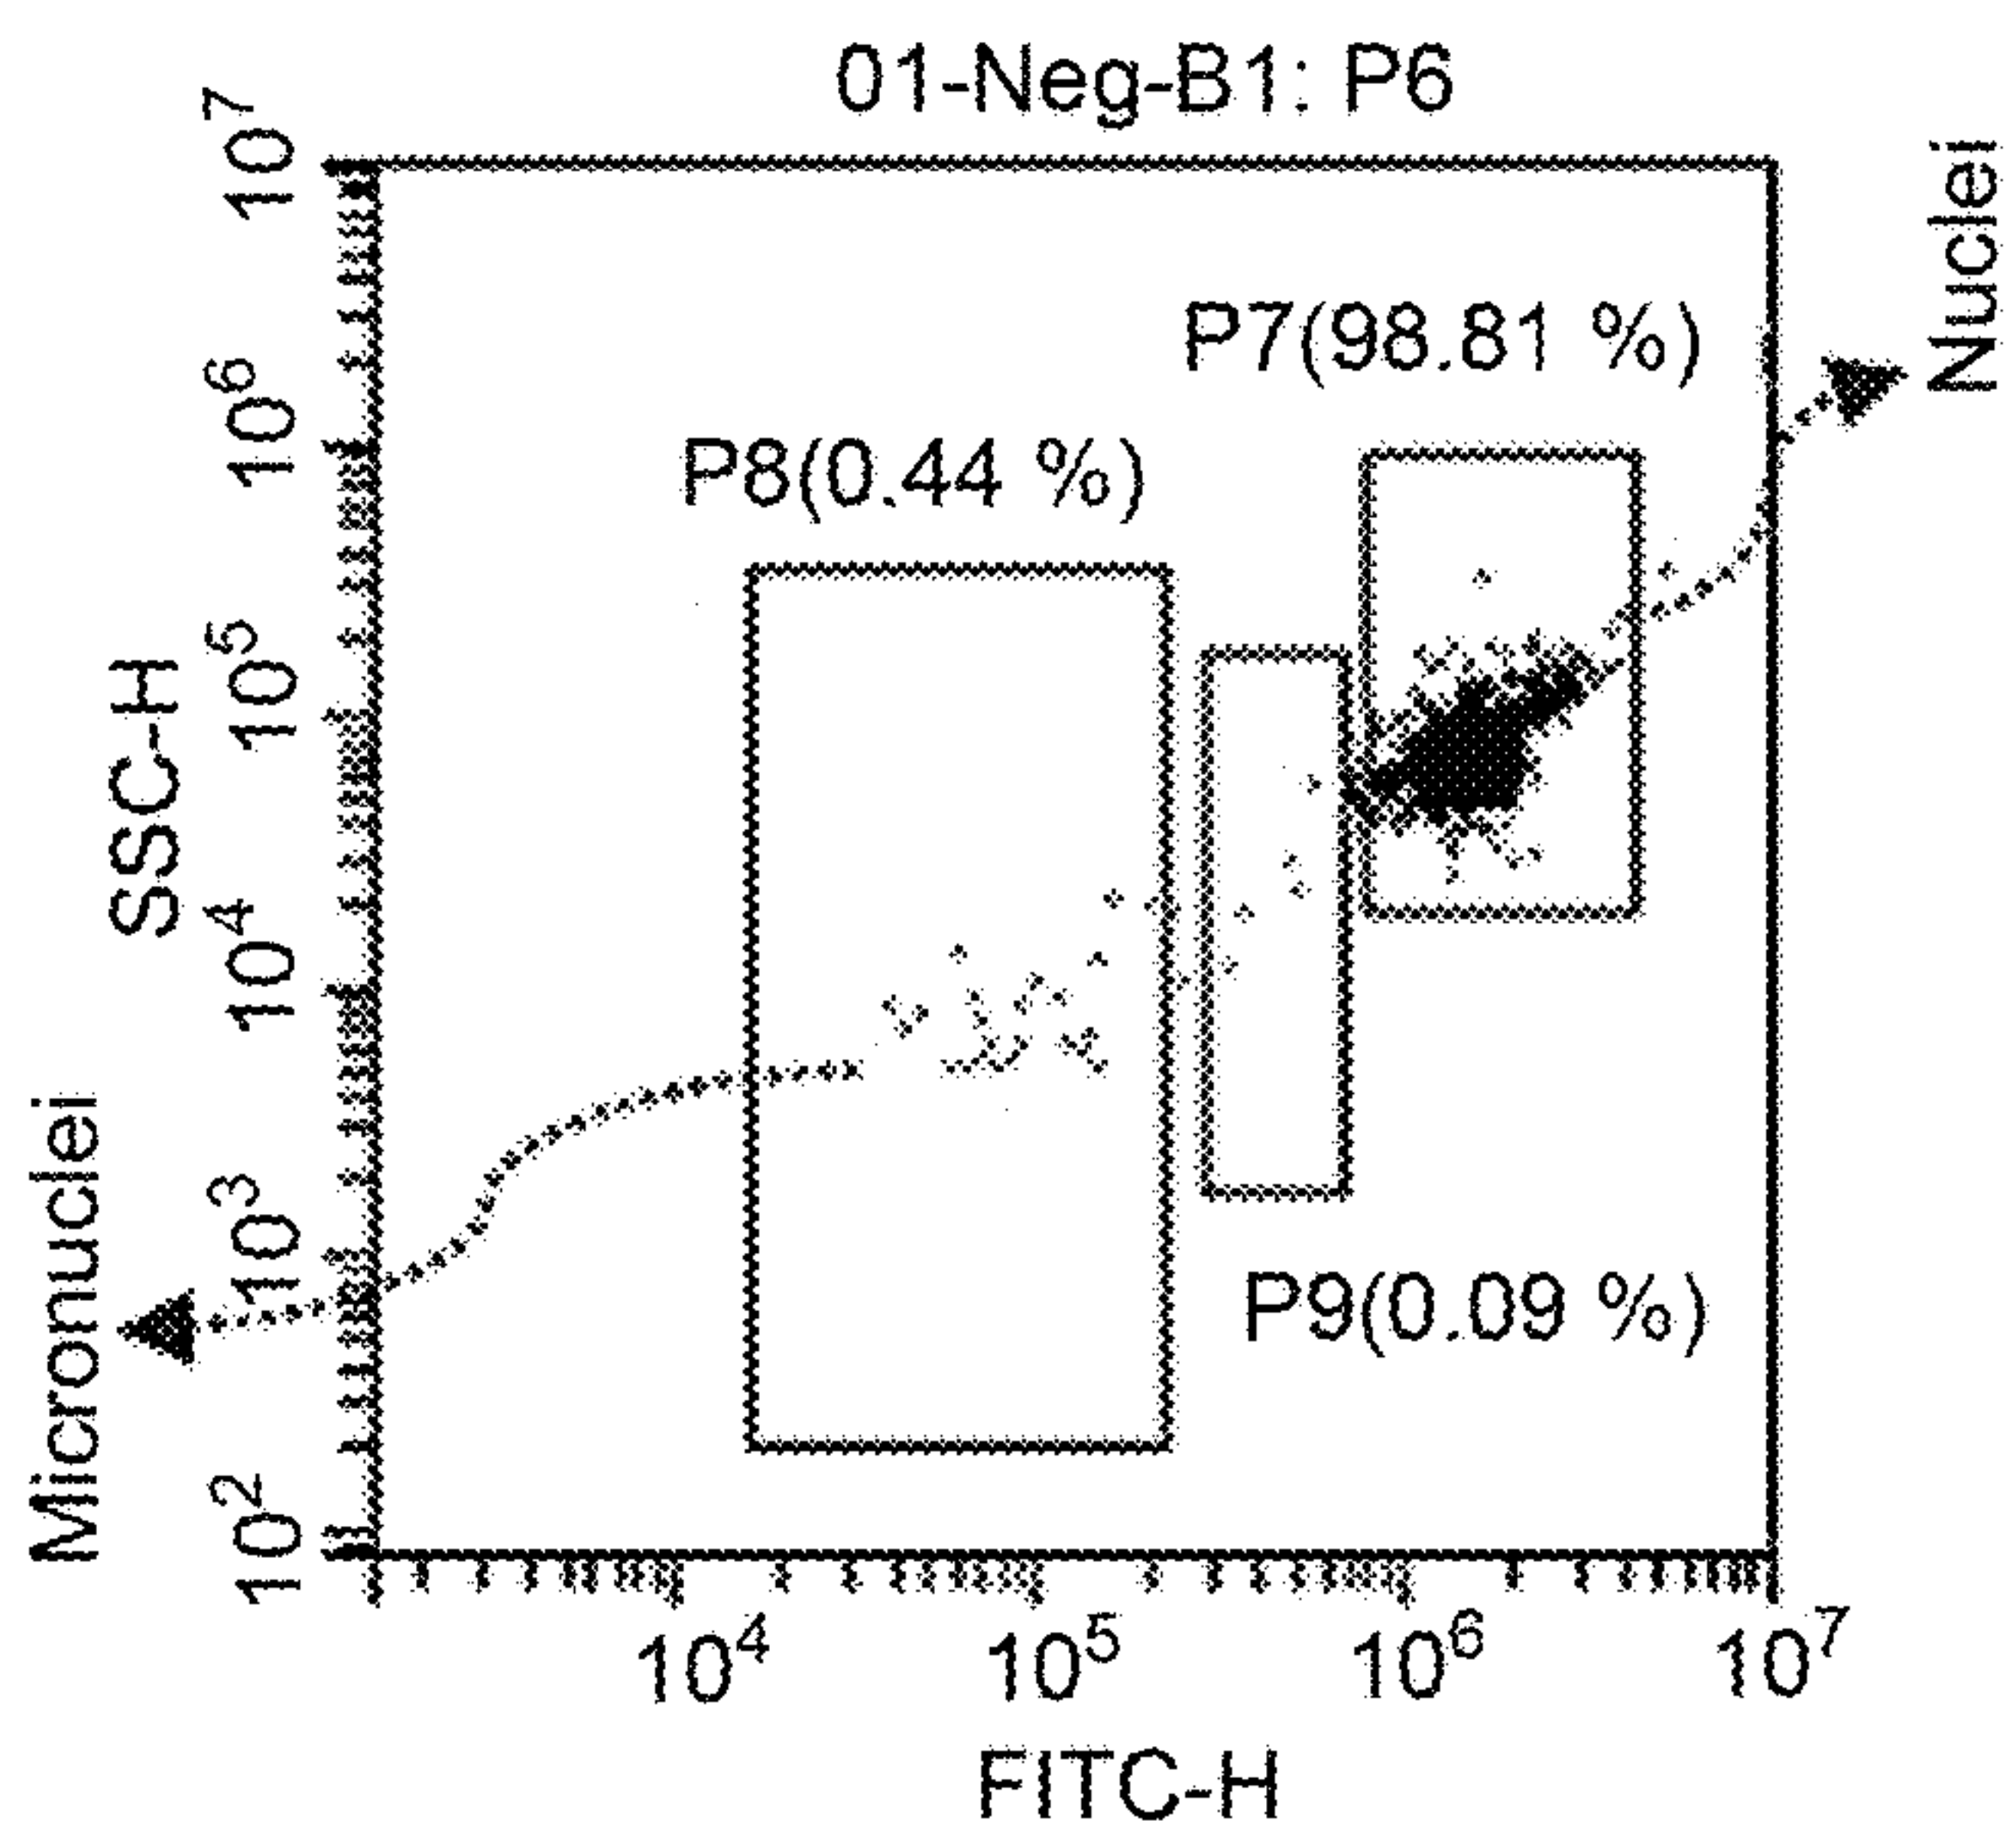 01-Neg-B1: P6
Nuclei
P7(98.81 %)
P8(0.44 %)
P9(0.09 %)
Micronuclei
SSC-H
10^7
10^6
10^5
10^4
10^3
10^2
10^4 10^5 10^6 10^7
FITC-H